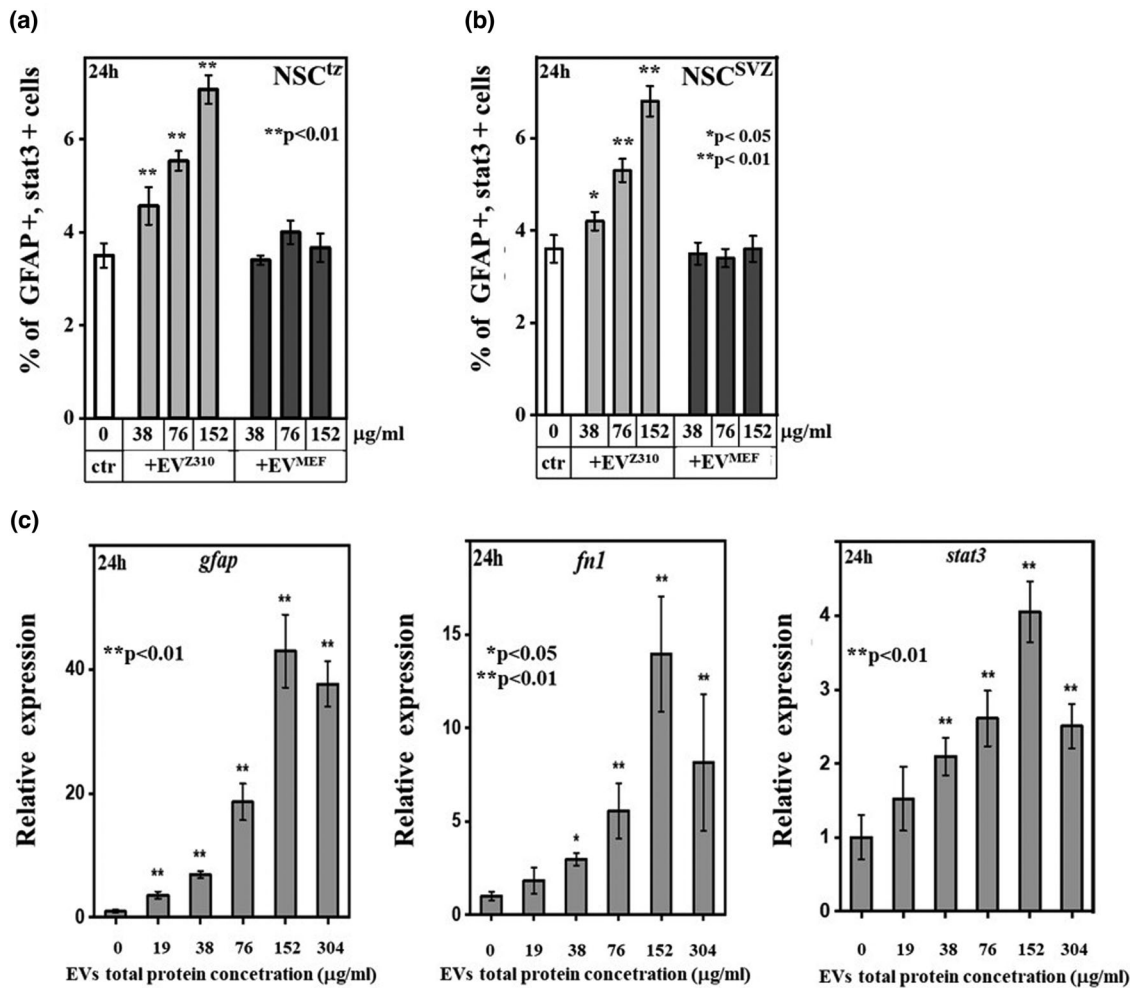 (a)
24h NSCtz
**p<0.01
** ** **
% of GFAP+, stat3+ cells
6
4
2
0
0 38 76 152 38 76 152 µg/ml
ctr +EVZ310 +EVMEF
(b)
24h NSCSVZ
*p< 0.05
**p< 0.01
* ** **
% of GFAP+, stat3+ cells
6
4
2
0
0 38 76 152 38 76 152 µg/ml
ctr +EVZ310 +EVMEF
(c)
24h gfap
**p<0.01
** ** ** ** **
Relative expression
40
20
0
0 19 38 76 152 304
EVs total protein concetration (µg/ml)
24h fn1
*p<0.05
**p<0.01
* ** ** **
Relative expression
15
10
5
0
0 19 38 76 152 304
EVs total protein concetration (µg/ml)
24h stat3
**p<0.01
** ** ** **
Relative expression
4
3
2
1
0
0 19 38 76 152 304
EVs total protein concetration (µg/ml)